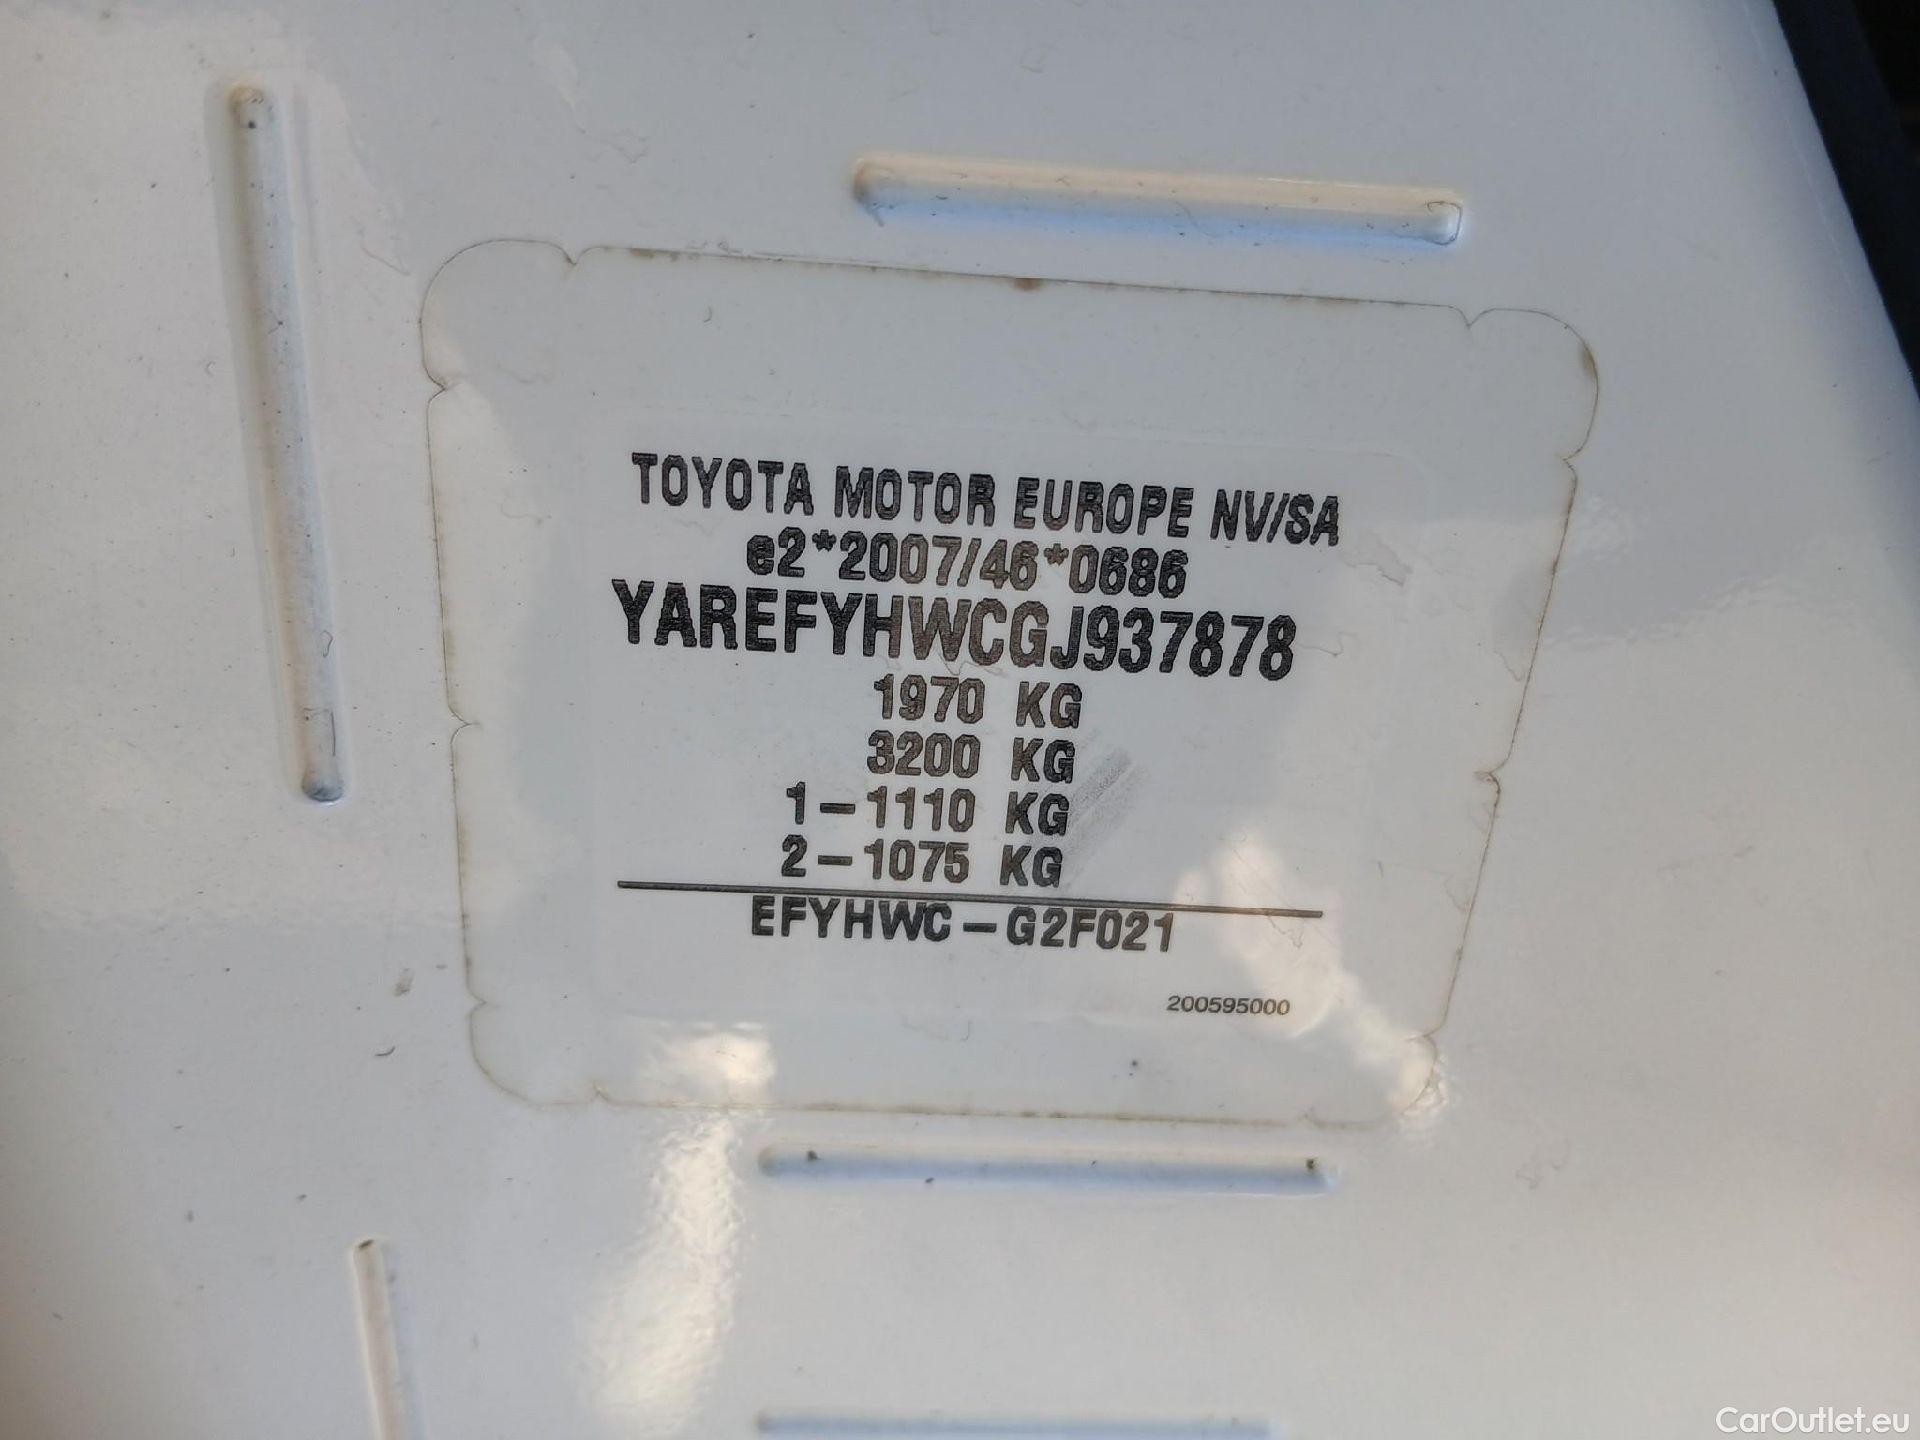 TOYOTA MOTOR EUROPE NV/SA
e2*2007/46*0686
YAREFYHWCGJ937878
1970 KG
3200 KG
1-1110 KG
2-1075 KG
EFYHWC-G2F021
200595000
CarOutlet.eu